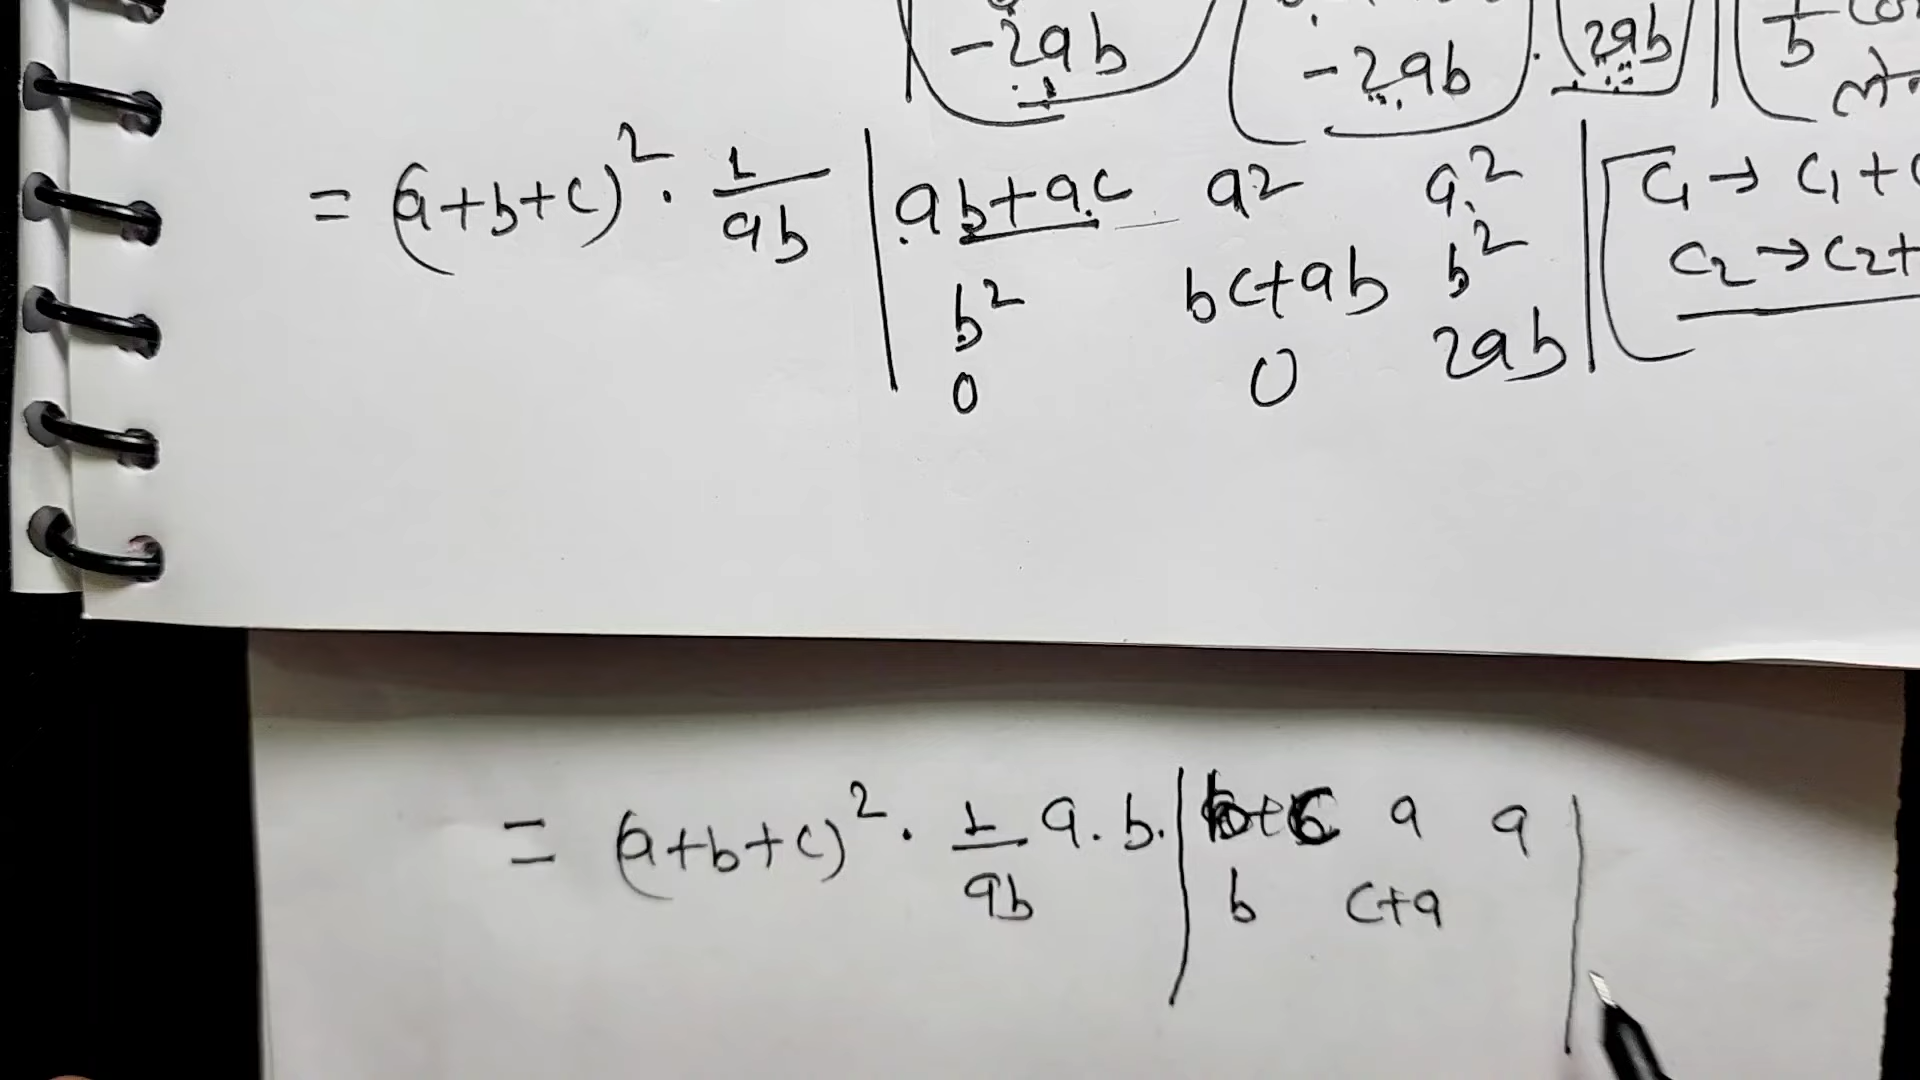 -2ab -2ab 2ab 1/b
= (a+b+c)² · 1/ab | ab+ac a2 a² | C₁ → C₁+
b² bc+ab b² C₂ → C₂+
0 0 2ab
= (a+b+c)² · 1/ab a.b. | b+c a a |
b c+a